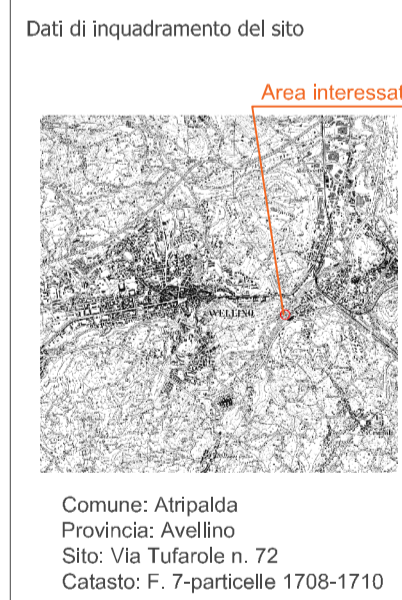 Dati di inquadramento del sito
Area interessat
AVELLINO
Comune: Atripalda
Provincia: Avellino
Sito: Via Tufarole n. 72
Catasto: F. 7-particelle 1708-1710